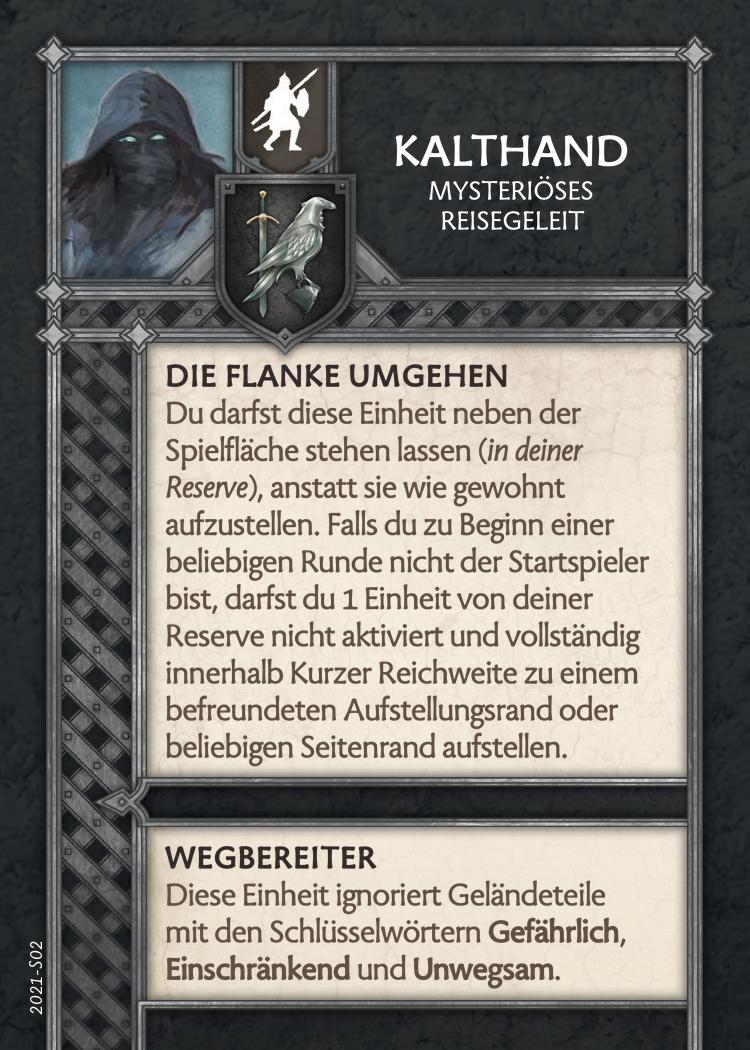 KALTHAND
MYSTERIÖSES
REISEGELEIT
DIE FLANKE UMGEHEN
Du darfst diese Einheit neben der
Spielfläche stehen lassen (in deiner
Reserve), anstatt sie wie gewohnt
aufzustellen. Falls du zu Beginn einer
beliebigen Runde nicht der Startspieler
bist, darfst du 1 Einheit von deiner
Reserve nicht aktiviert und vollständig
innerhalb Kurzer Reichweite zu einem
befreundeten Aufstellungsrand oder
beliebigen Seitenrand aufstellen.
WEGBEREITER
Diese Einheit ignoriert Geländeteile
mit den Schlüsselwörtern Gefährlich,
Einschränkend und Unwegsam.
2021-S02